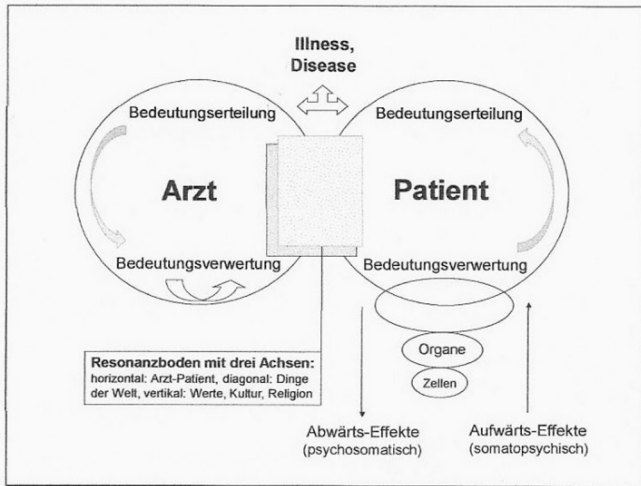 Illness,
Disease
Bedeutungserteilung
Bedeutungserteilung
Arzt
Patient
Bedeutungsverwertung
Bedeutungsverwertung
Resonanzboden mit drei Achsen:
horizontal: Arzt-Patient, diagonal: Dinge
der Welt, vertikal: Werte, Kultur, Religion
Organe
Zellen
Abwärts-Effekte
(psychosomatisch)
Aufwärts-Effekte
(somatopsychisch)